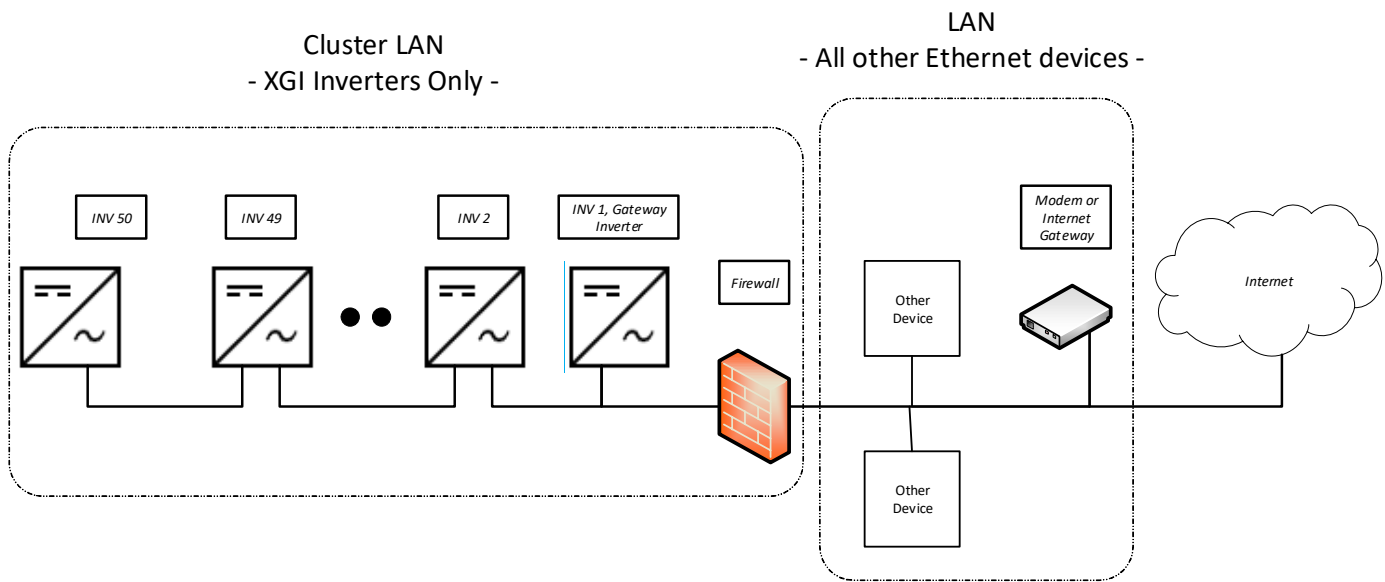 Cluster LAN
- XGI Inverters Only -
LAN
- All other Ethernet devices -
INV 50
INV 49
INV 2
INV 1, Gateway
Inverter
Firewall
Other
Device
Modem or
Internet
Gateway
Internet
Other
Device